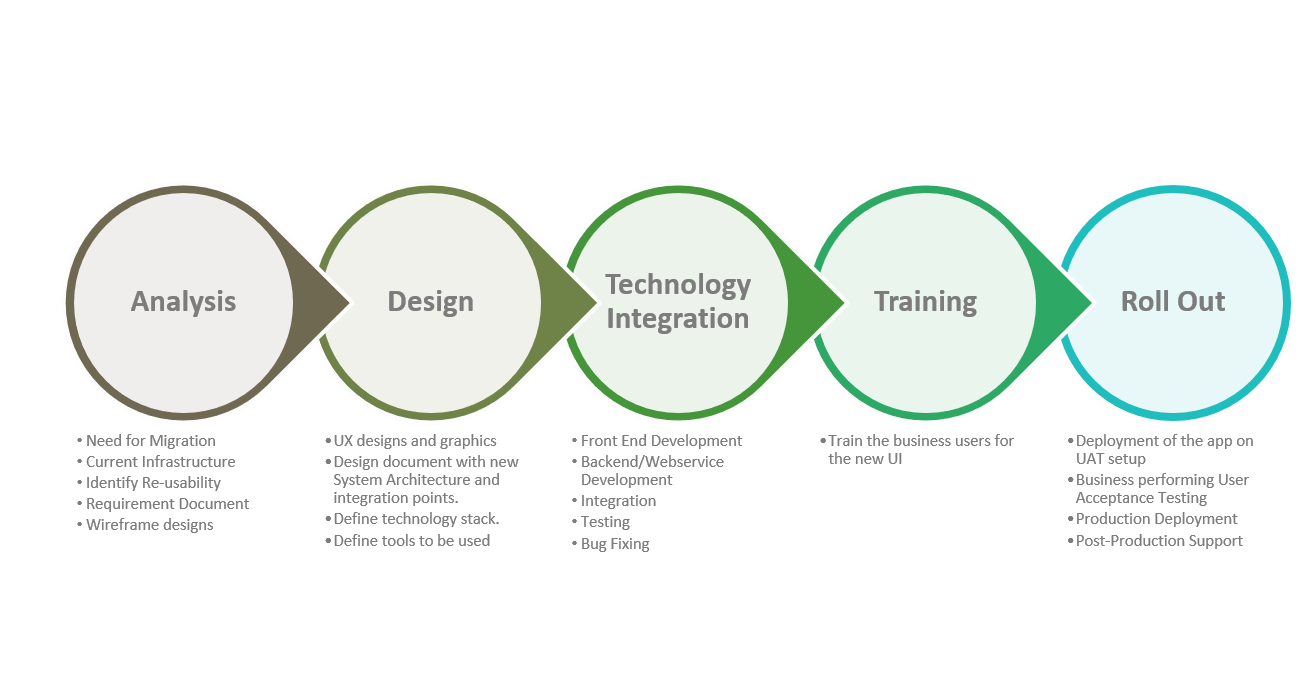 Analysis
Design
Technology
Integration
Training
Roll Out
• Need for Migration
• Current Infrastructure
• Identify Re-usability
• Requirement Document
• Wireframe designs
• UX designs and graphics
• Design document with new
System Architecture and
integration points.
• Define technology stack.
• Define tools to be used
• Front End Development
• Backend/Webservice
Development
• Integration
• Testing
• Bug Fixing
• Train the business users for
the new UI
• Deployment of the app on
UAT setup
• Business performing User
Acceptance Testing
• Production Deployment
• Post-Production Support